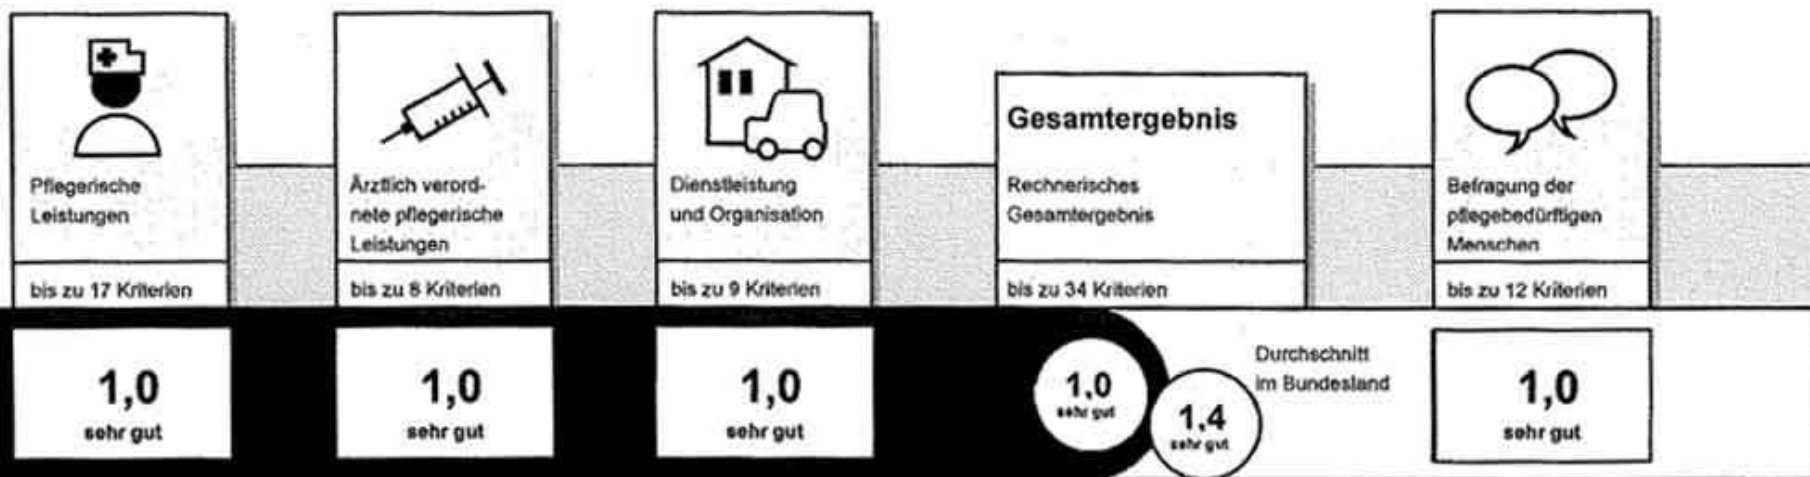 Pflegerische
Leistungen
bis zu 17 Kriterien
1,0
sehr gut
Ärztlich verord-
nete pflegerische
Leistungen
bis zu 8 Kriterien
1,0
sehr gut
Dienstleistung
und Organisation
bis zu 9 Kriterien
1,0
sehr gut
Gesamtergebnis
Rechnerisches
Gesamtergebnis
bis zu 34 Kriterien
1,0
sehr gut
1,4
sehr gut
Durchschnitt
im Bundesland
Befragung der
pflegebedürftigen
Menschen
bis zu 12 Kriterien
1,0
sehr gut